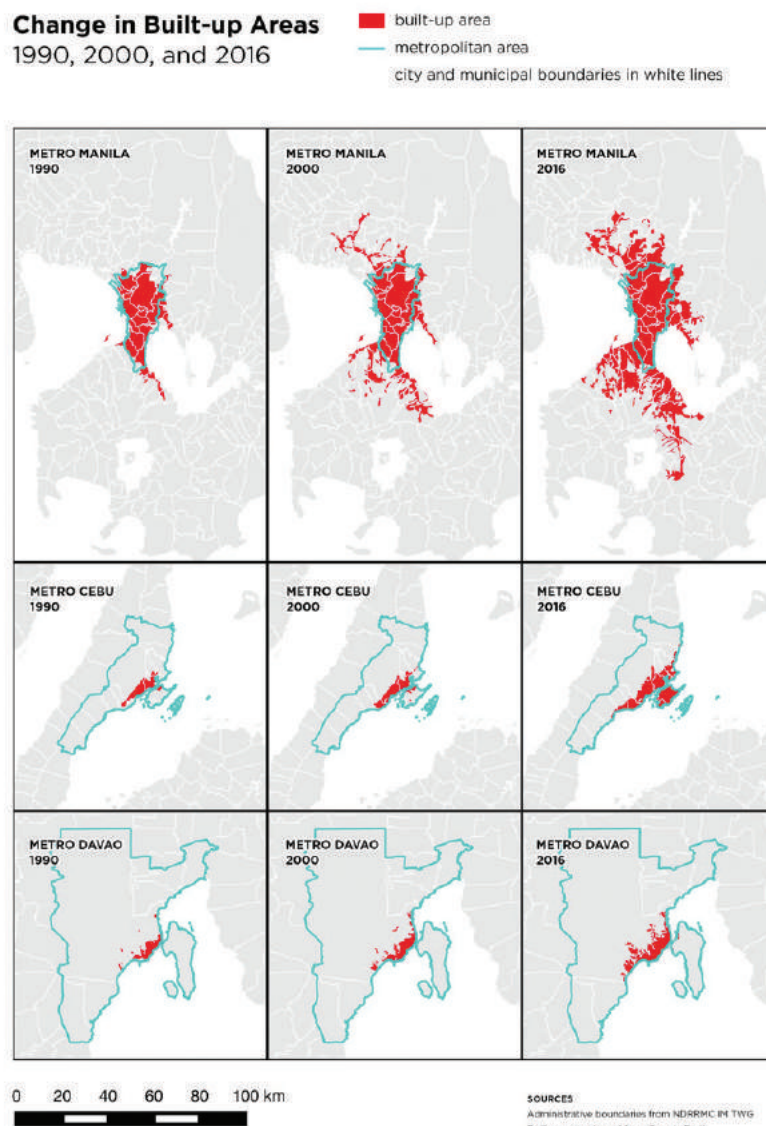 Change in Built-up Areas
1990, 2000, and 2016
built-up area
metropolitan area
city and municipal boundaries in white lines
METRO MANILA
1990
METRO MANILA
2000
METRO MANILA
2016
METRO CEBU
1990
METRO CEBU
2000
METRO CEBU
2016
METRO DAVAO
1990
METRO DAVAO
2000
METRO DAVAO
2016
0 20 40 60 80 100 km
SOURCES
Administrative boundaries from NDRRMC IM TWG